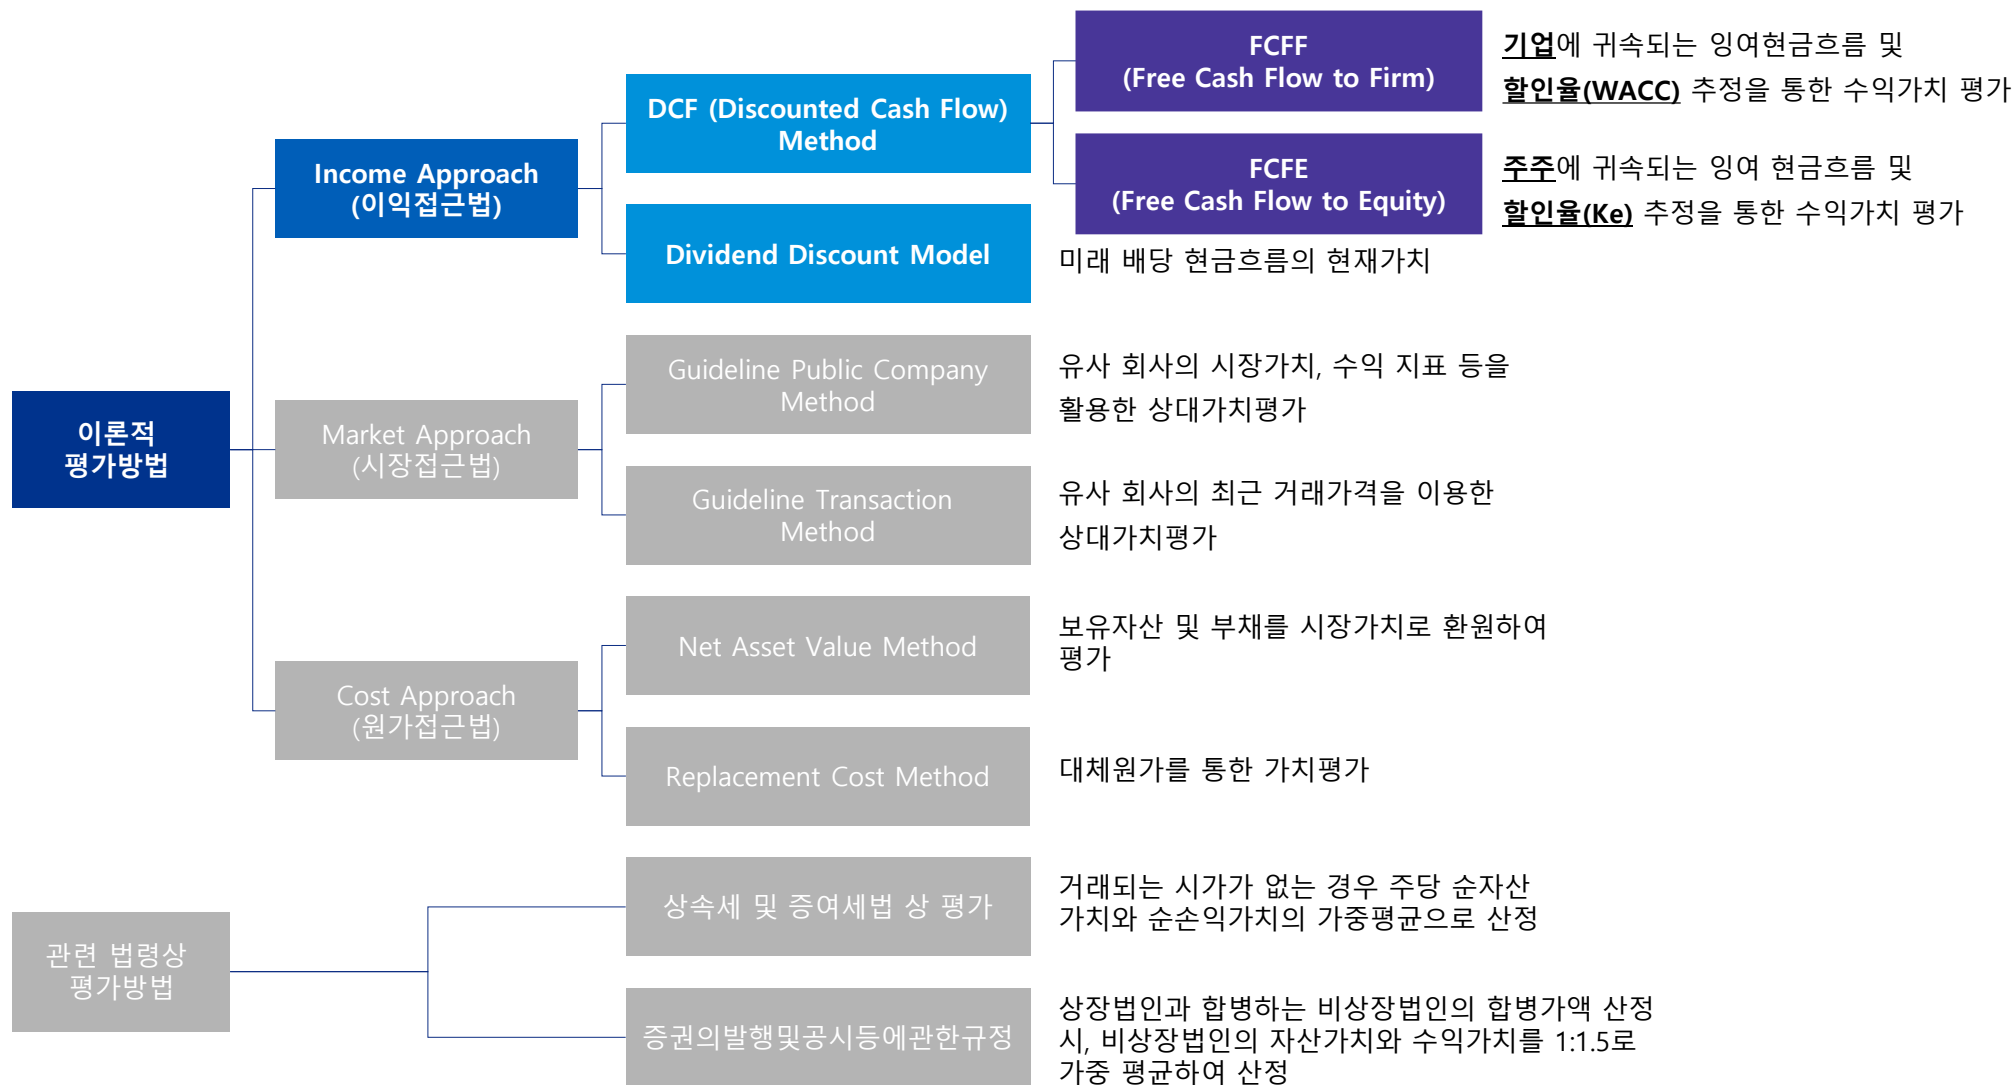 이론적
평가방법
Income Approach
(이익접근법)
DCF (Discounted Cash Flow)
Method
FCFF
(Free Cash Flow to Firm)
기업에 귀속되는 잉여현금흐름 및
할인율(WACC) 추정을 통한 수익가치 평가
FCFE
(Free Cash Flow to Equity)
주주에 귀속되는 잉여 현금흐름 및
할인율(Ke) 추정을 통한 수익가치 평가
Dividend Discount Model
미래 배당 현금흐름의 현재가치
Market Approach
(시장접근법)
Guideline Public Company
Method
유사 회사의 시장가치, 수익 지표 등을
활용한 상대가치평가
Guideline Transaction
Method
유사 회사의 최근 거래가격을 이용한
상대가치평가
Cost Approach
(원가접근법)
Net Asset Value Method
보유자산 및 부채를 시장가치로 환원하여
평가
Replacement Cost Method
대체원가를 통한 가치평가
관련 법령상
평가방법
상속세 및 증여세법 상 평가
거래되는 시가가 없는 경우 주당 순자산
가치와 순손익가치의 가중평균으로 산정
증권의발행및공시등에관한규정
상장법인과 합병하는 비상장법인의 합병가액 산정
시, 비상장법인의 자산가치와 수익가치를 1:1.5로
가중 평균하여 산정